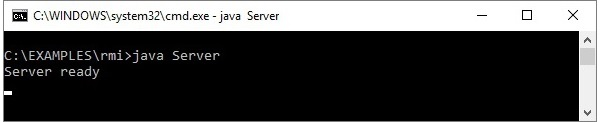 C:\WINDOWS\system32\cmd.exe - java  Server
C:\EXAMPLES\rmi>java Server
Server ready